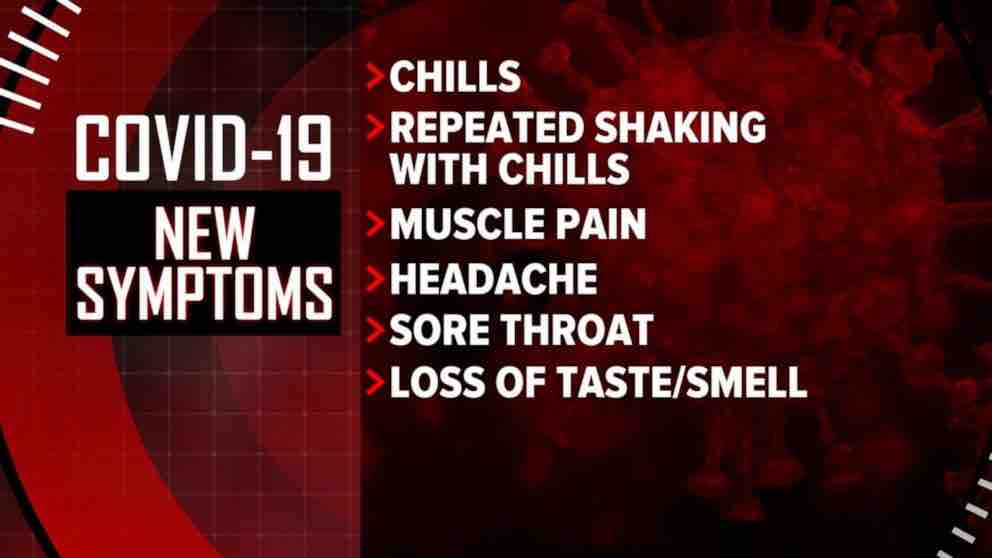 COVID-19
NEW
SYMPTOMS
> CHILLS
> REPEATED SHAKING
WITH CHILLS
> MUSCLE PAIN
> HEADACHE
> SORE THROAT
> LOSS OF TASTE/SMELL